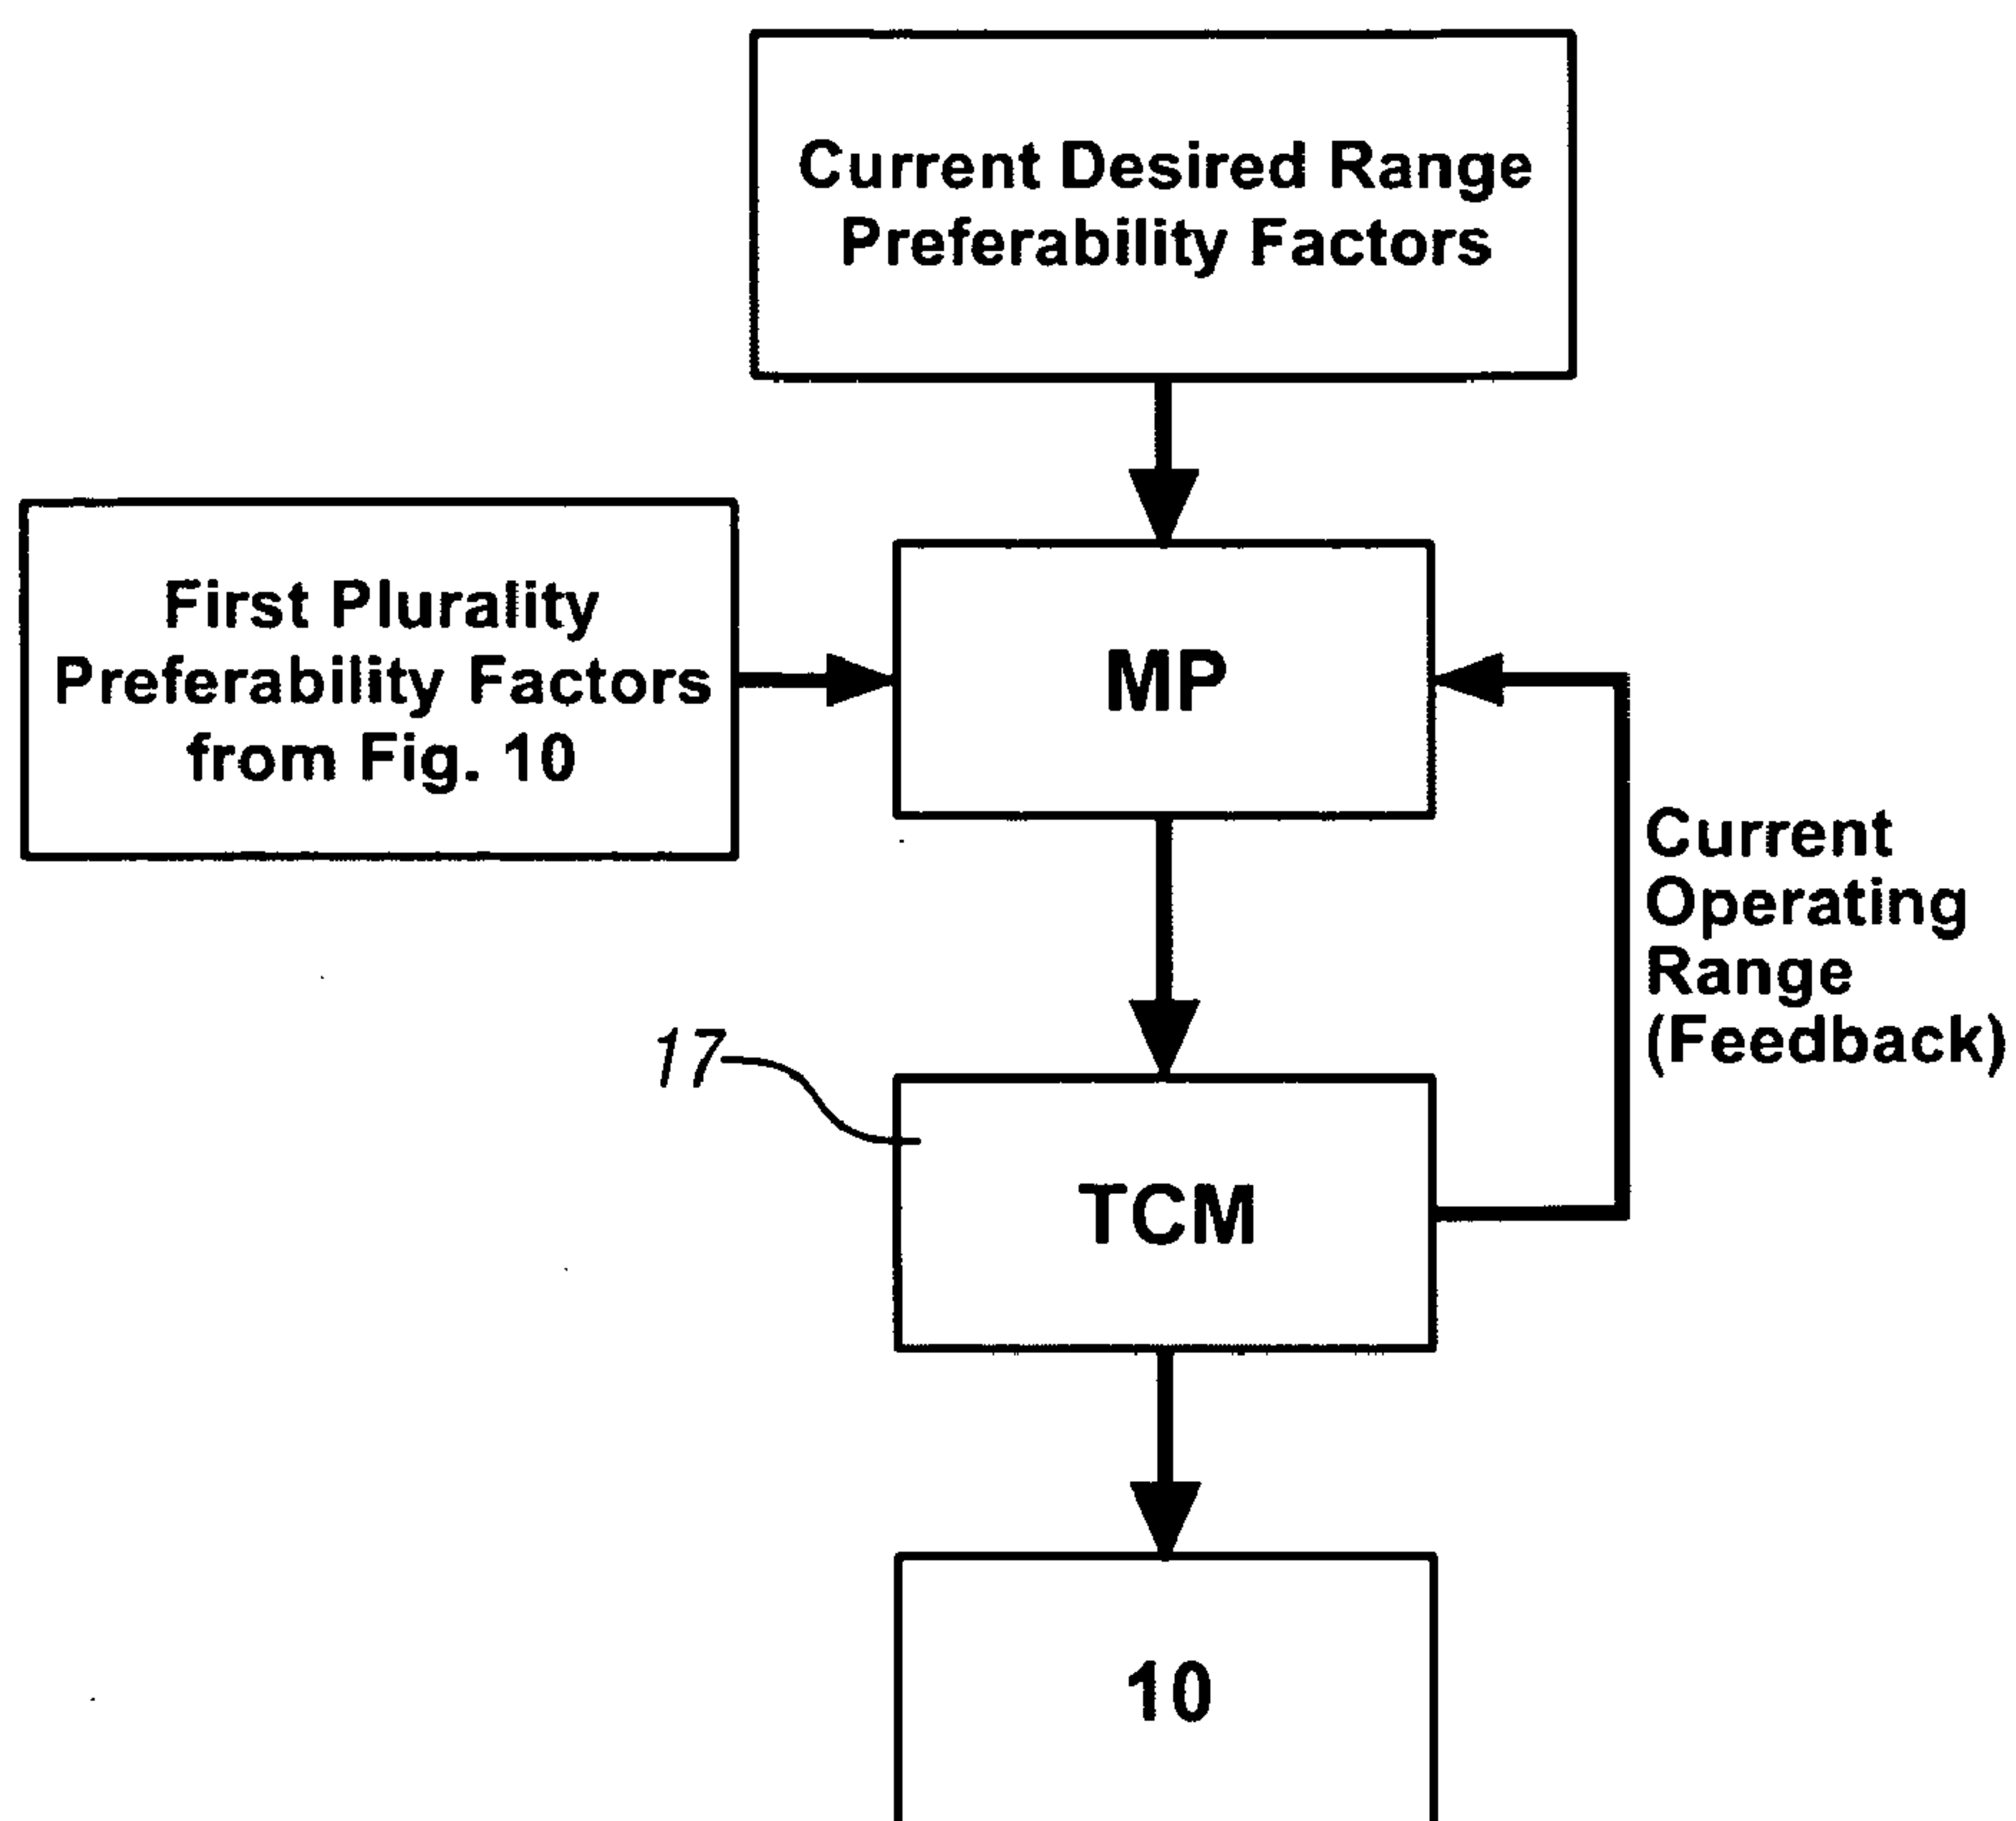 Current Desired Range
Preferability Factors
First Plurality
Preferability Factors
from Fig. 10
MP
Current
Operating
Range
(Feedback)
17
TCM
10